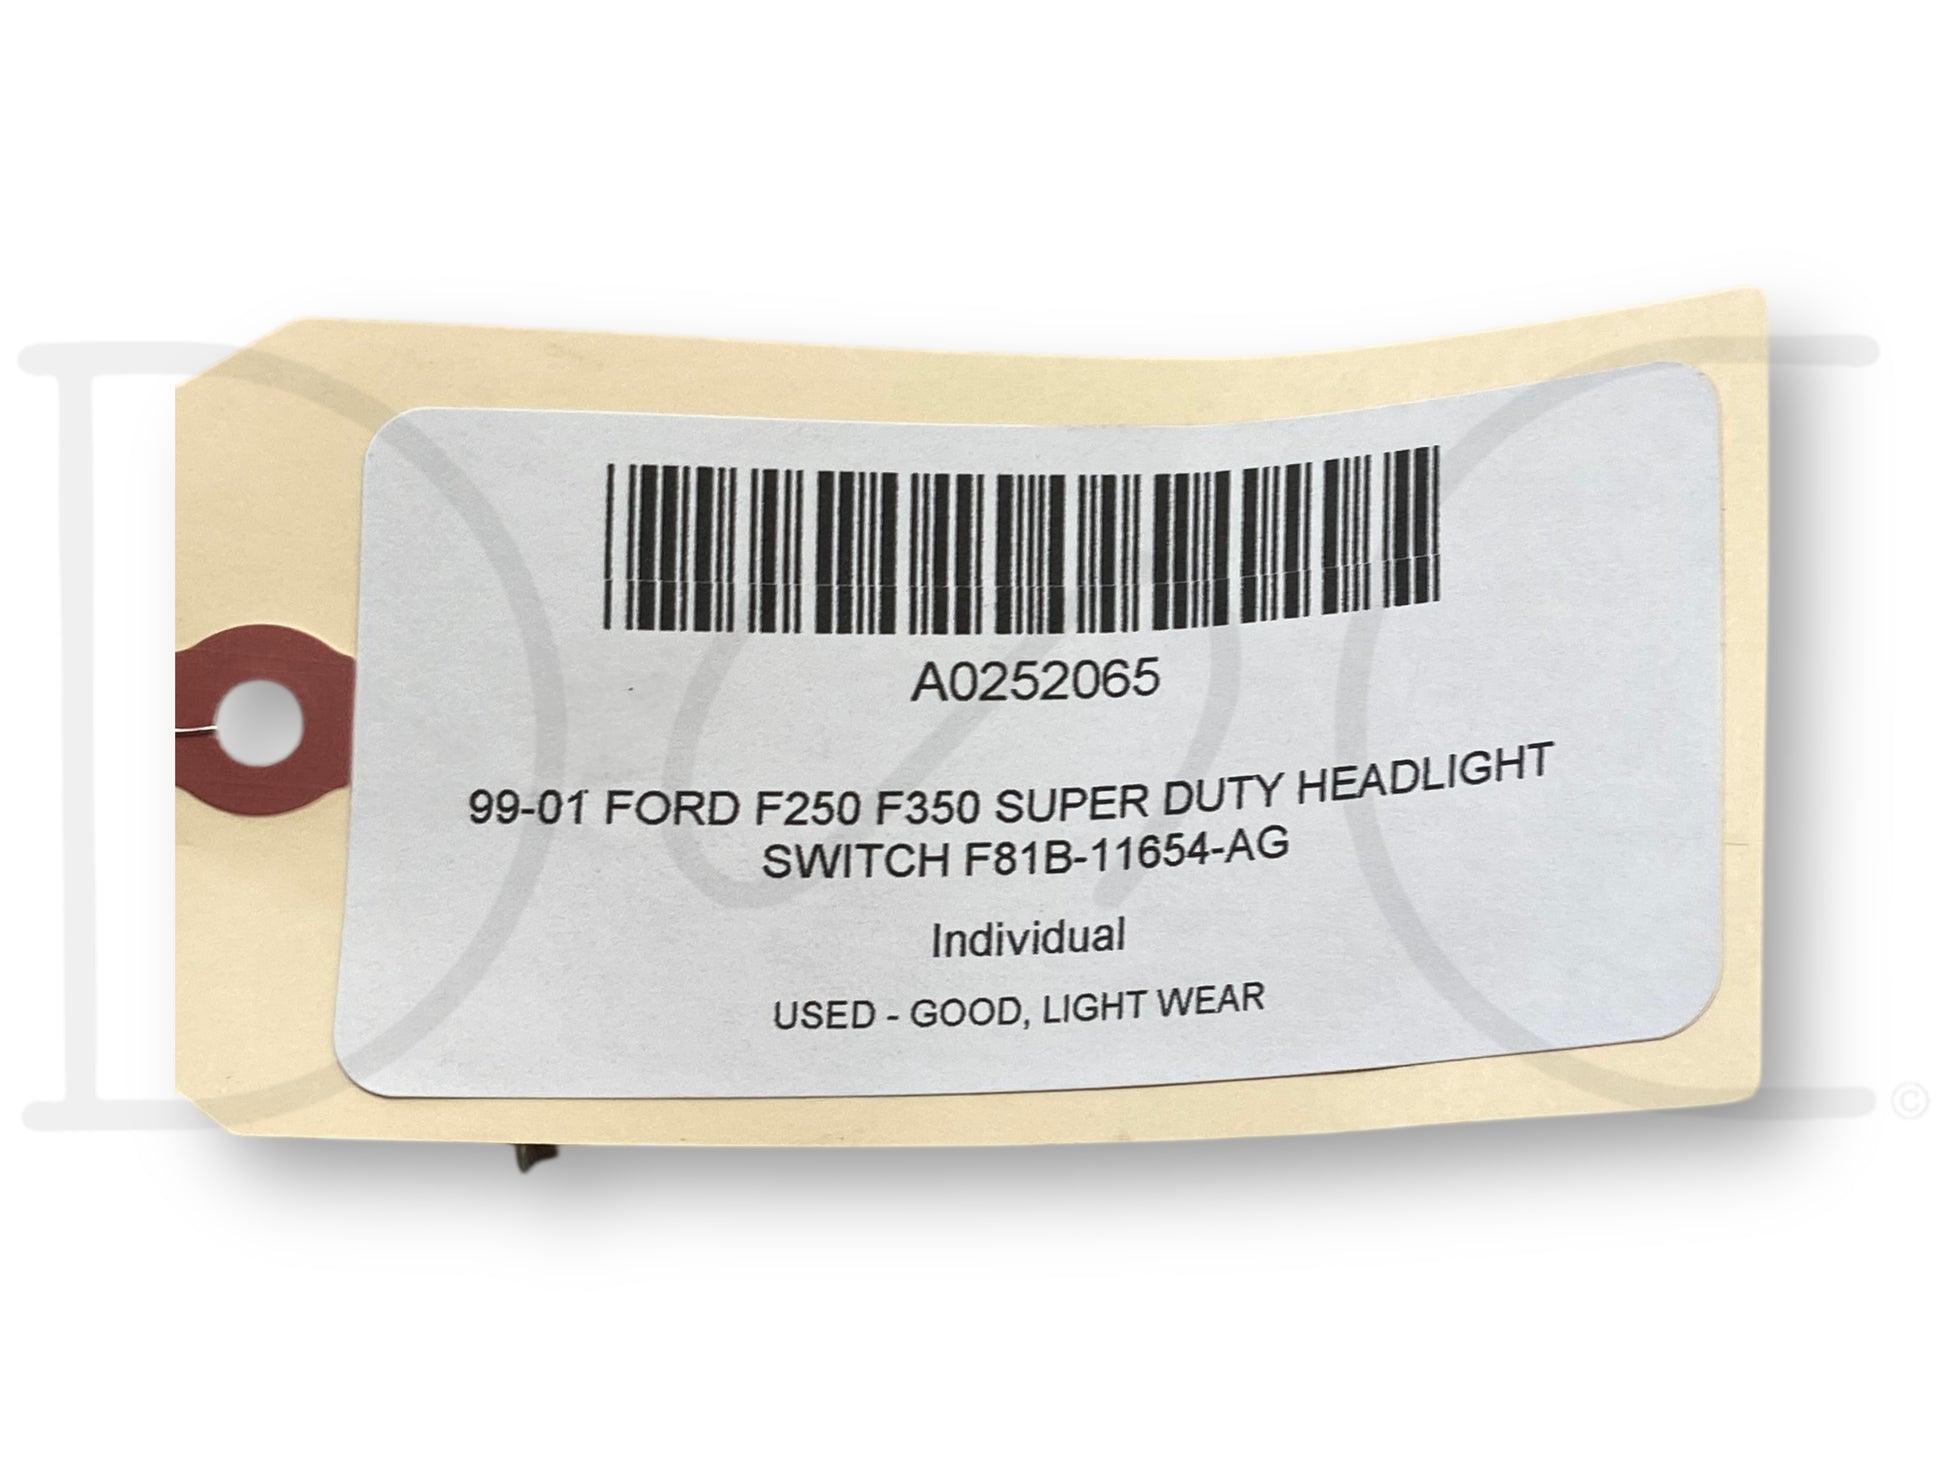 A0252065
99-01 FORD F250 F350 SUPER DUTY HEADLIGHT
SWITCH F81B-11654-AG
Individual
USED - GOOD, LIGHT WEAR
©